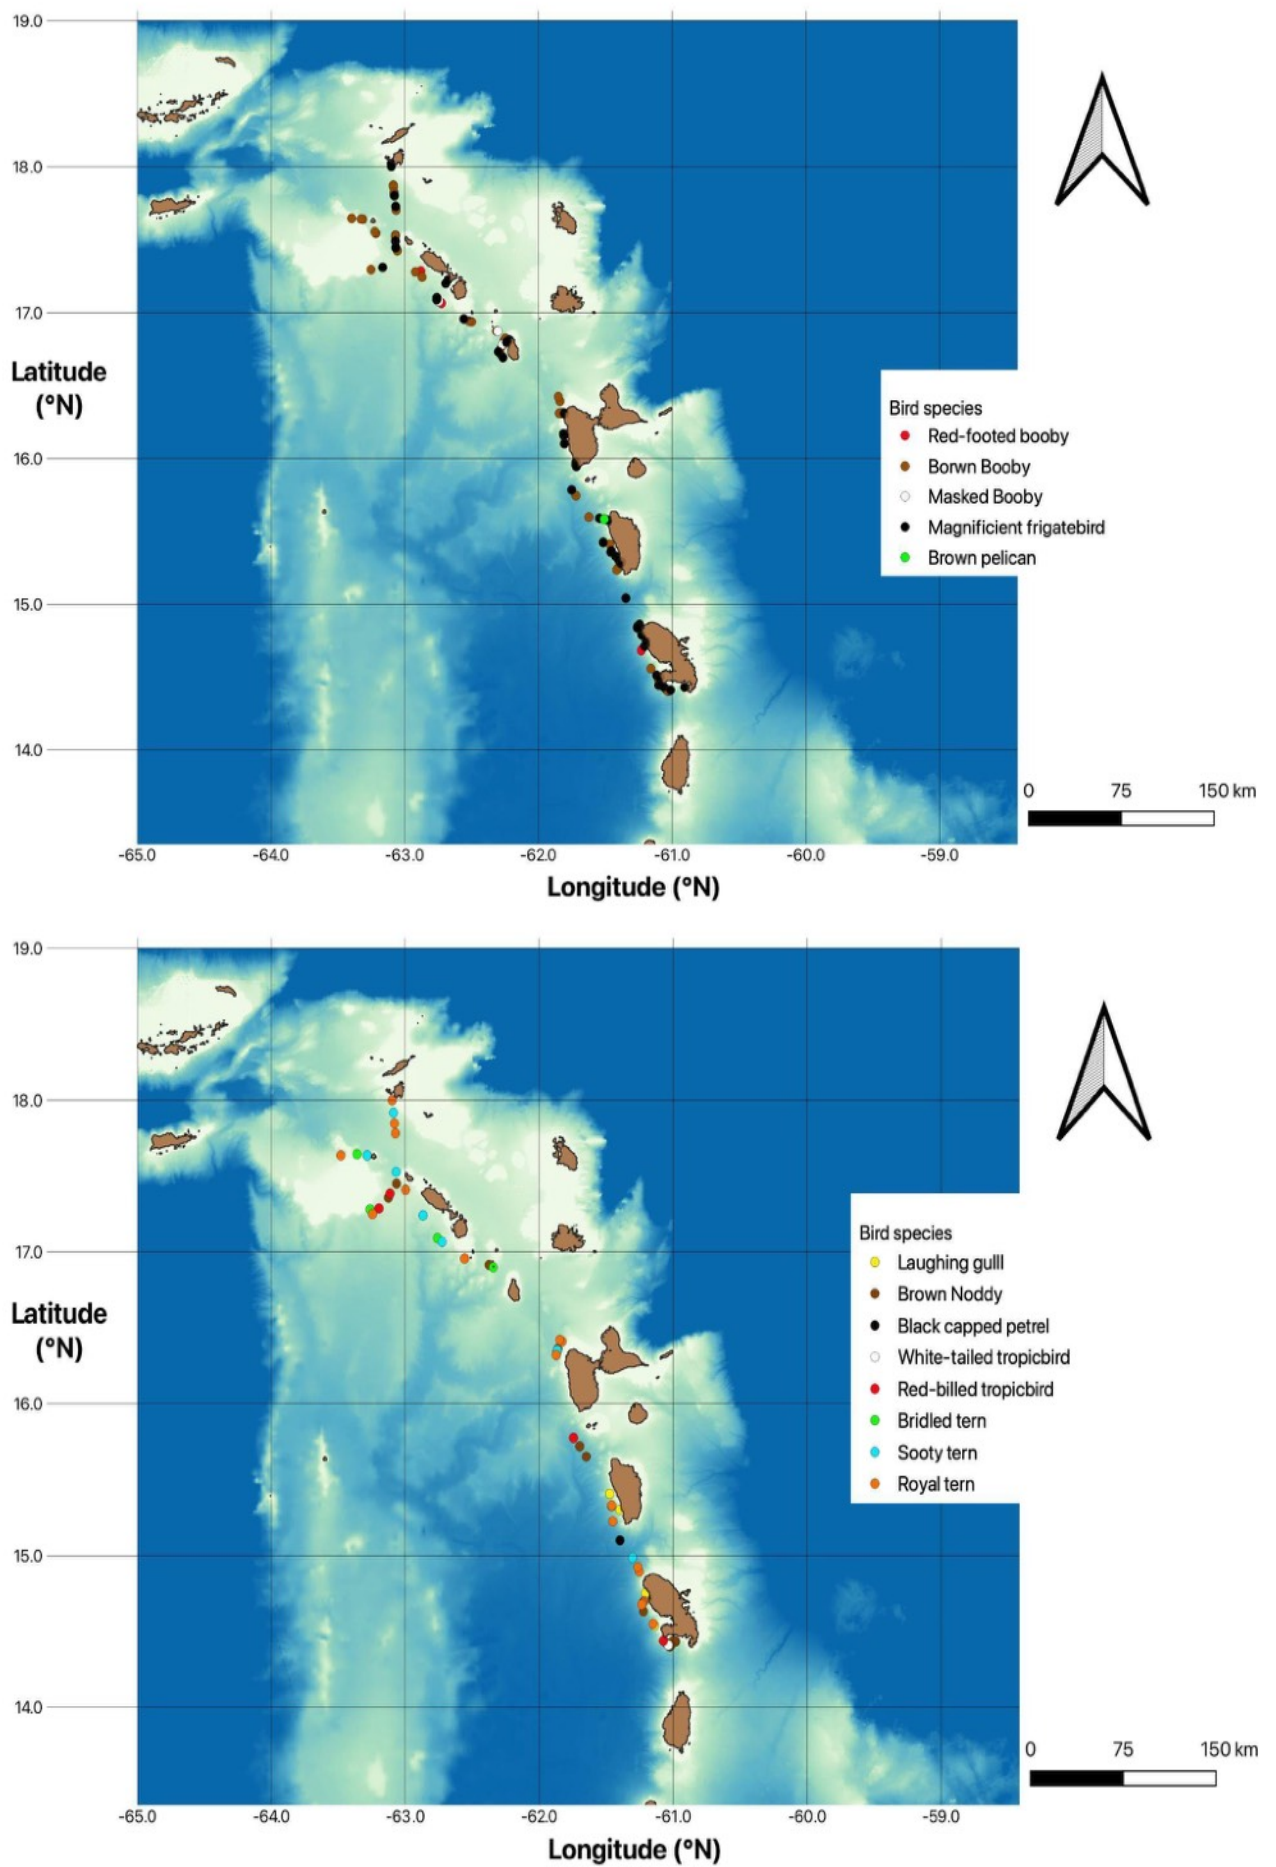 19.0
18.0
17.0
Latitude
(°N)
16.0
15.0
14.0
Bird species
Red-footed booby
Borwn Booby
Masked Booby
Magnificient frigatebird
Brown pelican
0 75 150 km
-65.0 -64.0 -63.0 -62.0 -61.0 -60.0 -59.0
Longitude (°N)
19.0
18.0
17.0
Latitude
(°N)
16.0
15.0
14.0
Bird species
Laughing gulll
Brown Noddy
Black capped petrel
White-tailed tropicbird
Red-billed tropicbird
Bridled tern
Sooty tern
Royal tern
0 75 150 km
-65.0 -64.0 -63.0 -62.0 -61.0 -60.0 -59.0
Longitude (°N)